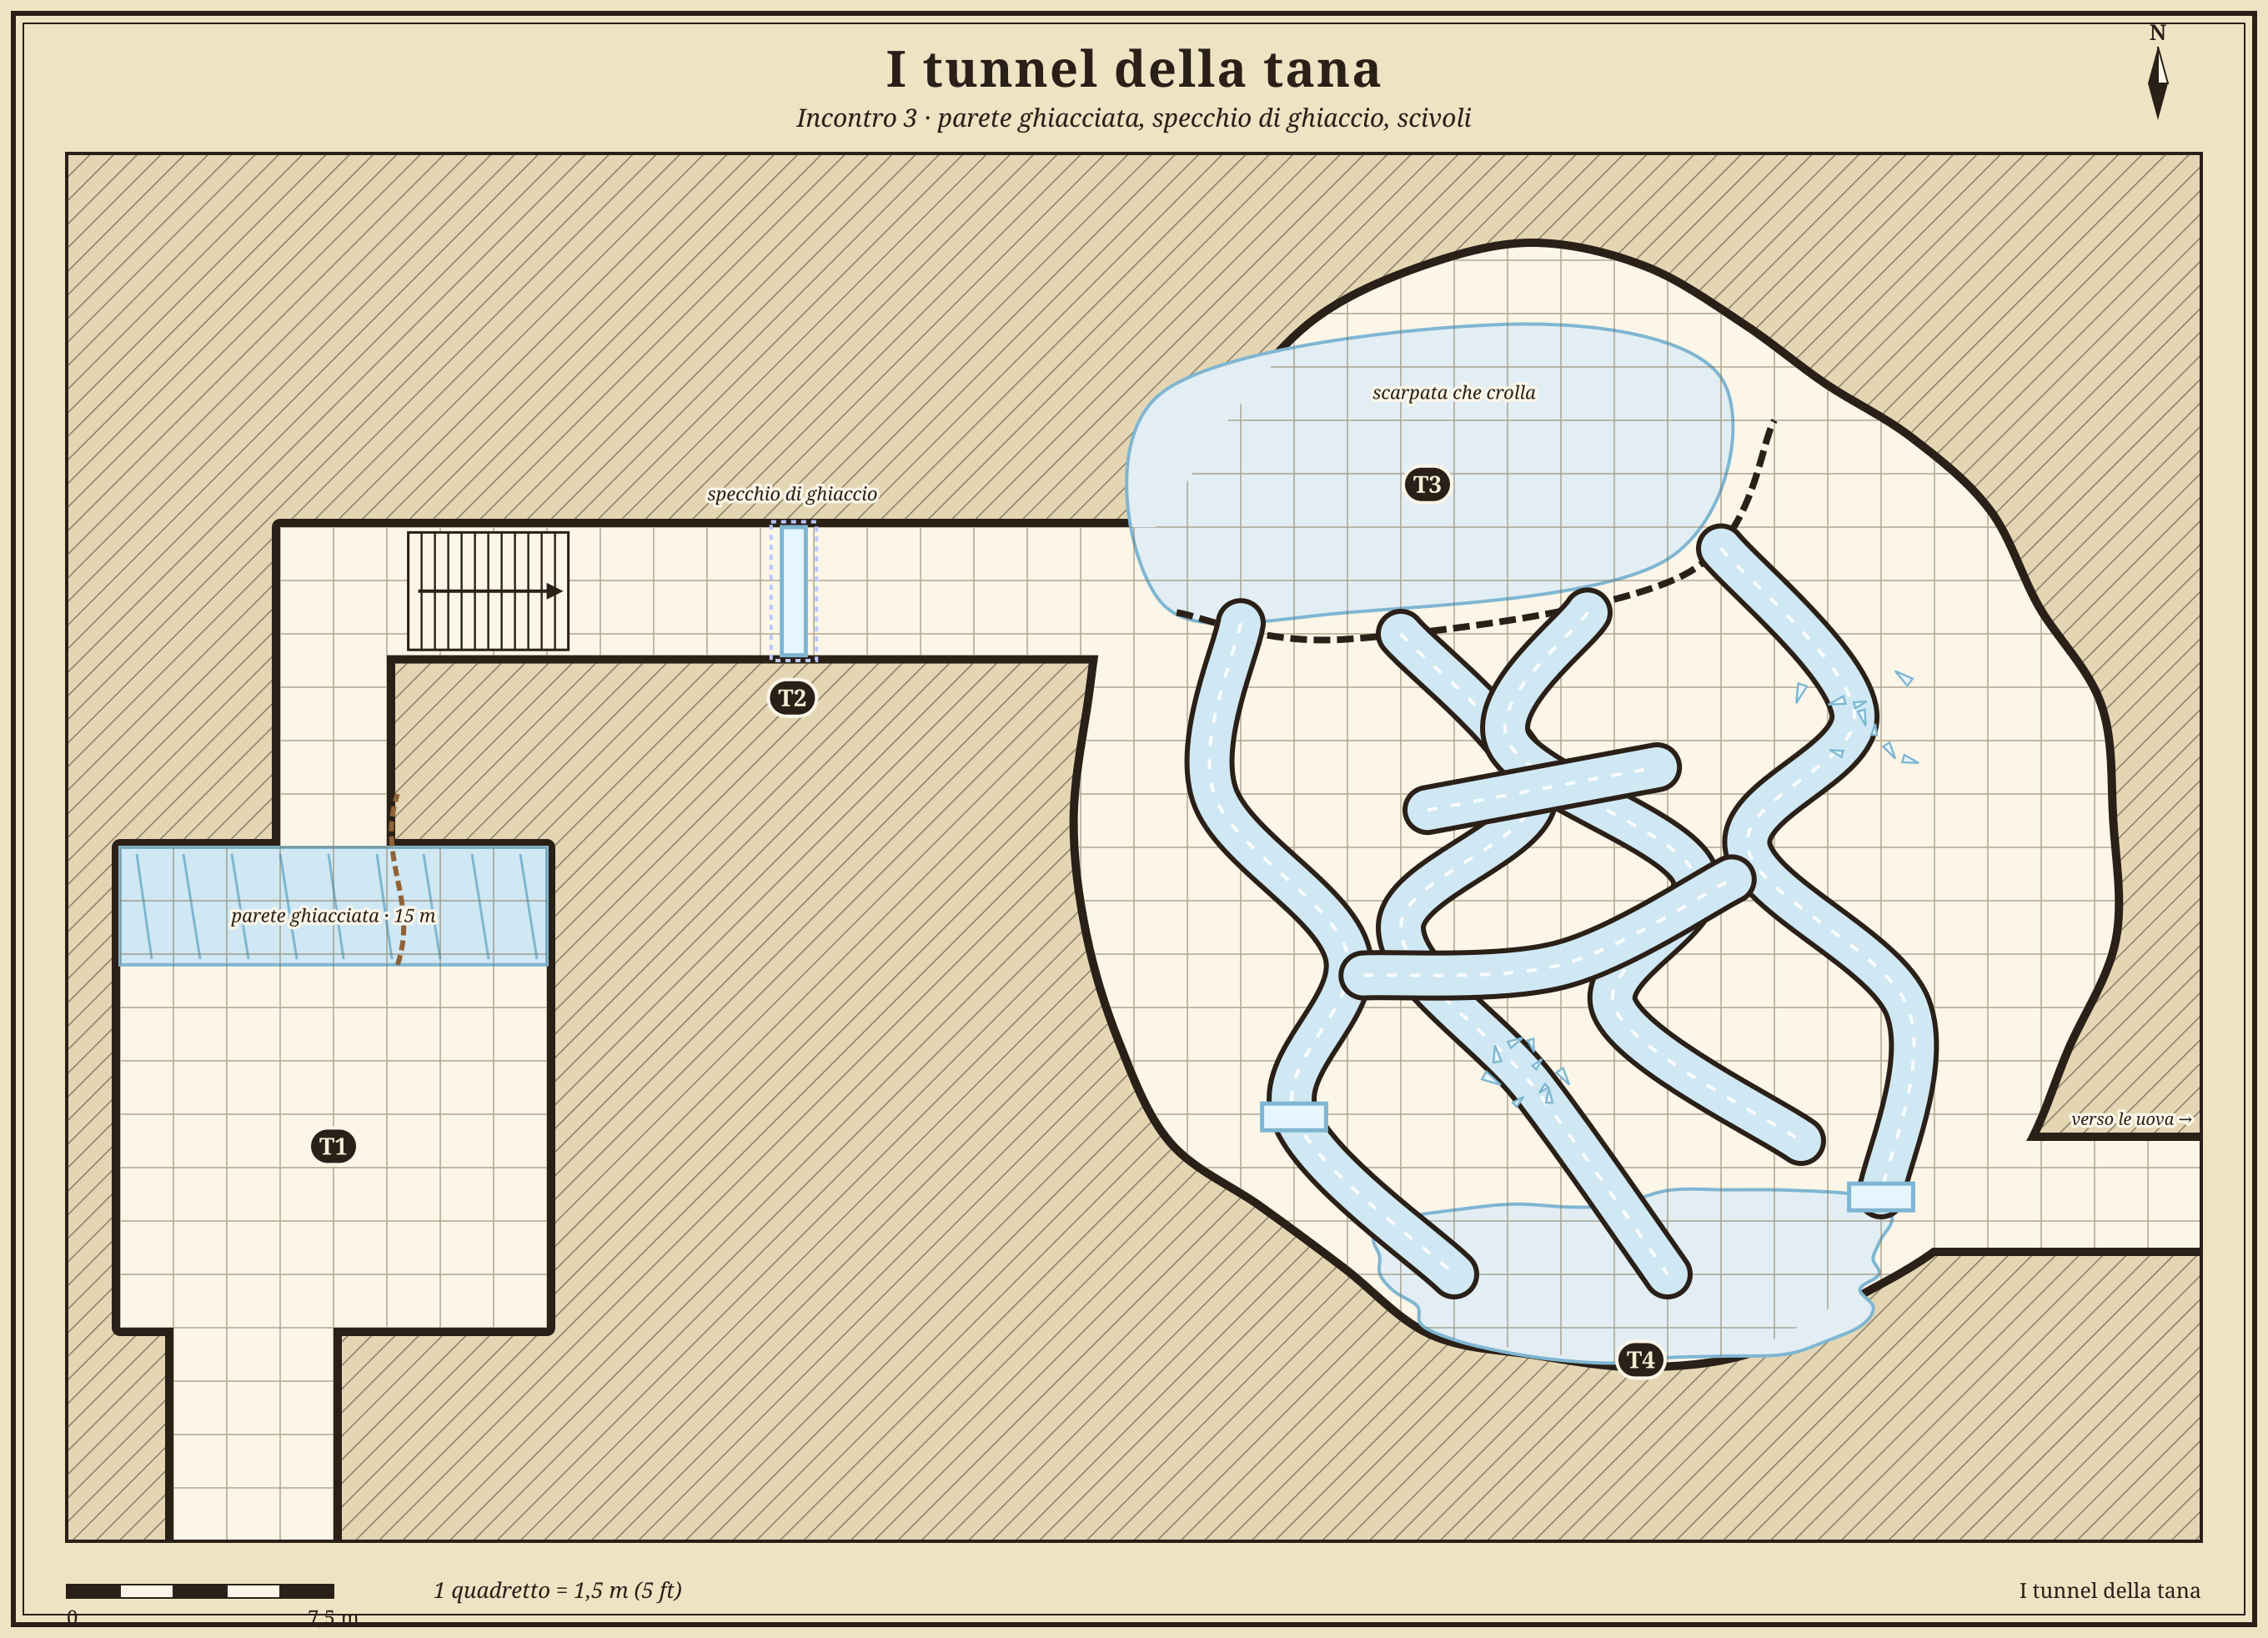 N
I tunnel della tana
Incontro 3 · parete ghiacciata, specchio di ghiaccio, scivoli
scarpata che crolla
T3
specchio di ghiaccio
T2
parete ghiacciata · 15 m
T1
verso le uova →
T4
1 quadretto = 1,5 m (5 ft)
I tunnel della tana
0
7,5 m